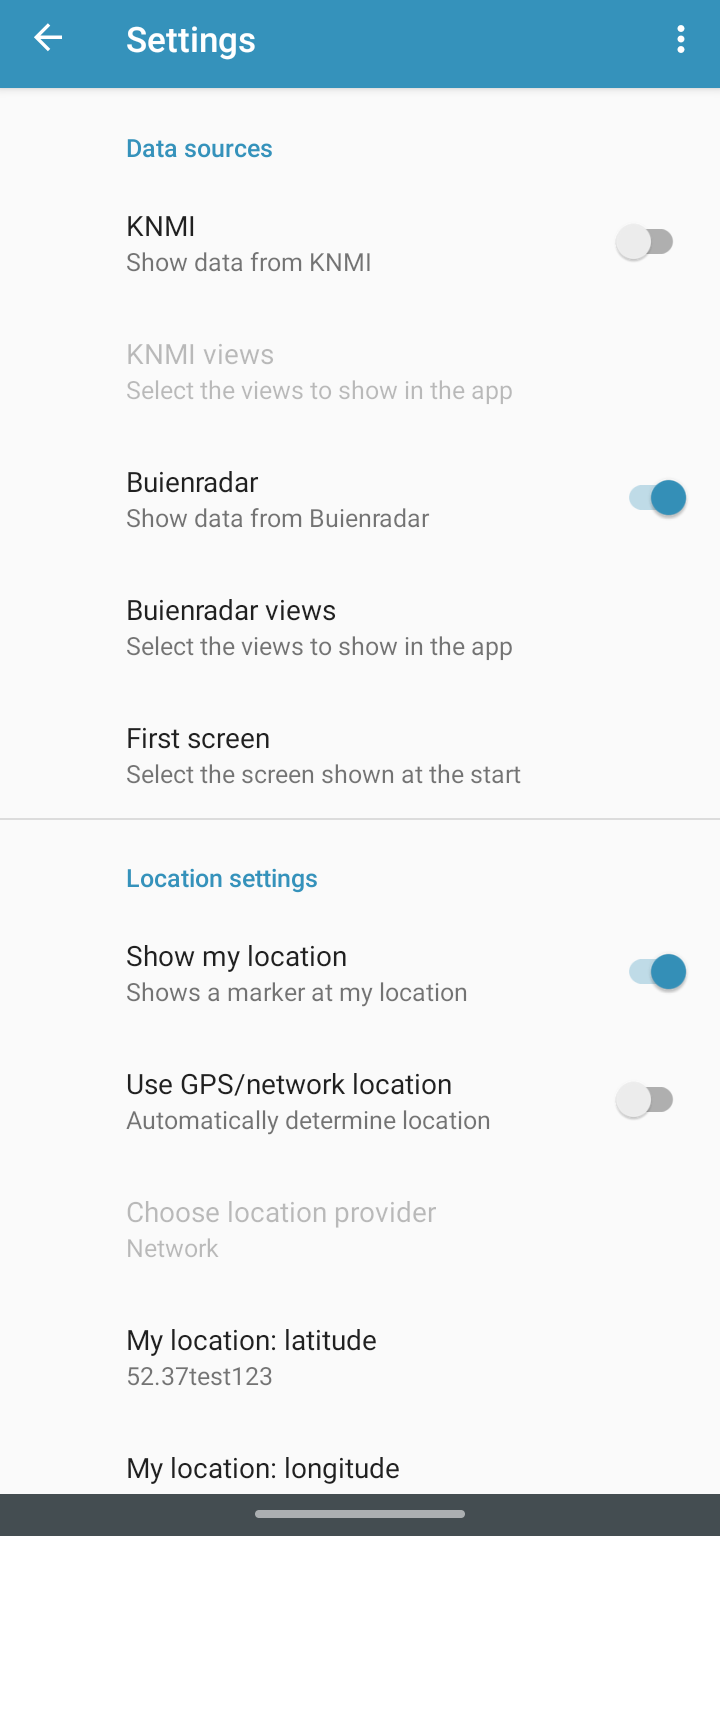 Settings
Data sources
KNMI
Show data from KNMI
KNMI views
Select the views to show in the app
Buienradar
Show data from Buienradar
Buienradar views
Select the views to show in the app
First screen
Select the screen shown at the start
Location settings
Show my location
Shows a marker at my location
Use GPS/network location
Automatically determine location
Choose location provider
Network
My location: latitude
52.37test123
My location: longitude